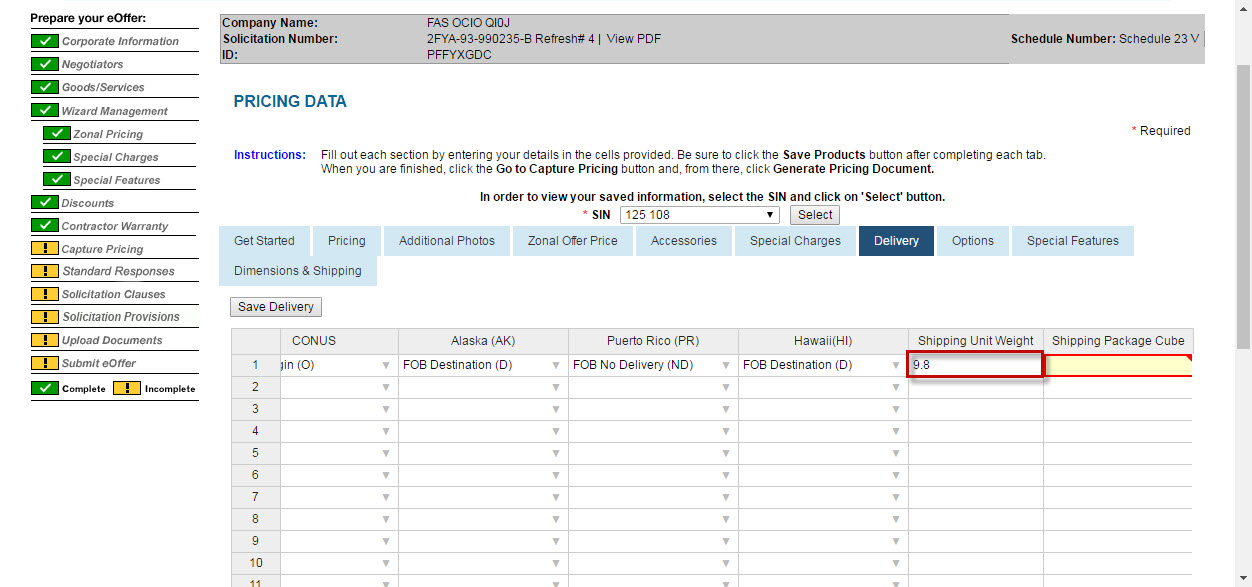 Prepare your eOffer:
Corporate Information
Negotiators
Goods/Services
Wizard Management
Zonal Pricing
Special Charges
Special Features
Discounts
Contractor Warranty
Capture Pricing
Standard Responses
Solicitation Clauses
Solicitation Provisions
Upload Documents
Submit eOffer
Complete Incomplete
Company Name: FAS OCIO QI0J
Solicitation Number: 2FYA-93-990235-B Refresh# 4 | View PDF Schedule Number: Schedule 23 V
ID: PFFYXGDC
PRICING DATA
* Required
Instructions: Fill out each section by entering your details in the cells provided. Be sure to click the Save Products button after completing each tab.
When you are finished, click the Go to Capture Pricing button and, from there, click Generate Pricing Document.
In order to view your saved information, select the SIN and click on 'Select' button.
* SIN 125 108 Select
Get Started Pricing Additional Photos Zonal Offer Price Accessories Special Charges Delivery Options Special Features
Dimensions & Shipping
Save Delivery
CONUS Alaska (AK) Puerto Rico (PR) Hawaii(HI) Shipping Unit Weight Shipping Package Cube
1 gin (O) FOB Destination (D) FOB No Delivery (ND) FOB Destination (D) 9.8
2
3
4
5
6
7
8
9
10
11